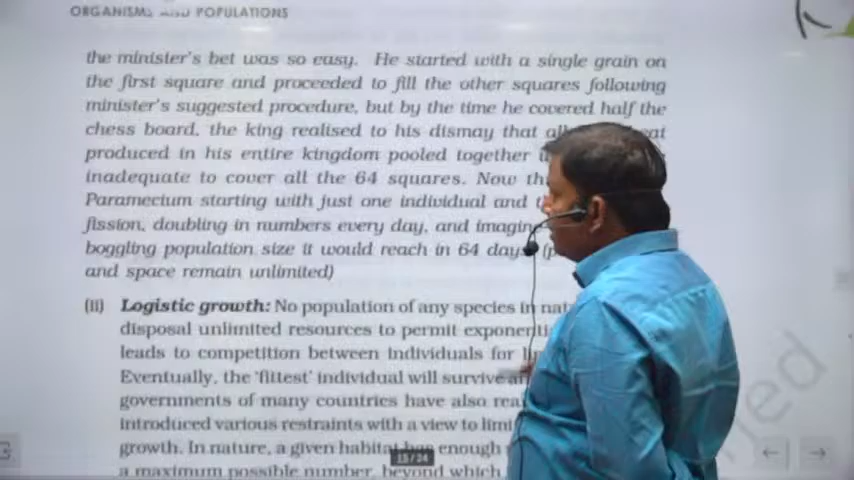 ORGANISMS AND POPULATIONS
the minister's bet was so easy. He started with a single grain on
the first square and proceeded to fill the other squares following
minister's suggested procedure, but by the time he covered half the
chess board, the king realised to his dismay that
produced in his entire kingdom pooled together
inadequate to cover all the 64 squares. Now
Paramecium starting with just one individual and
fission, doubling in numbers every day, and
boggling population size it would reach in 64 days
and space remain unlimited)
(ii) Logistic growth: No population of any species in
disposal unlimited resources to permit
leads to competition between individuals for
Eventually, the 'fittest' individual will survive
governments of many countries have also
introduced various restraints with a view to
growth. In nature, a given habitat has enough
a maximum possible number, beyond which
15/24